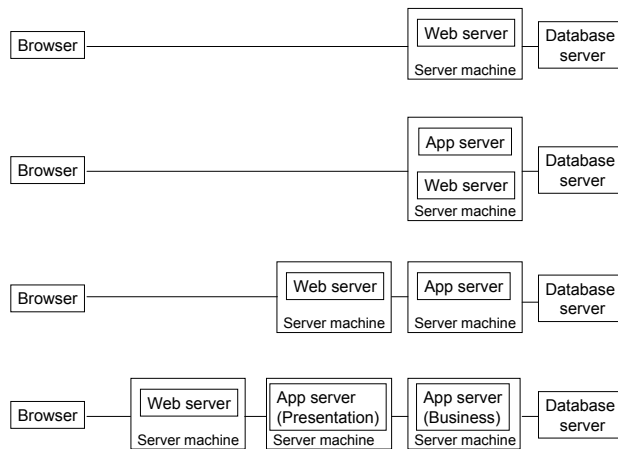 Browser
Web server
Server machine
Database
server
Browser
App server
Web server
Server machine
Database
server
Browser
Web server
Server machine
App server
Server machine
Database
server
Browser
Web server
Server machine
App server
(Presentation)
Server machine
App server
(Business)
Server machine
Database
server